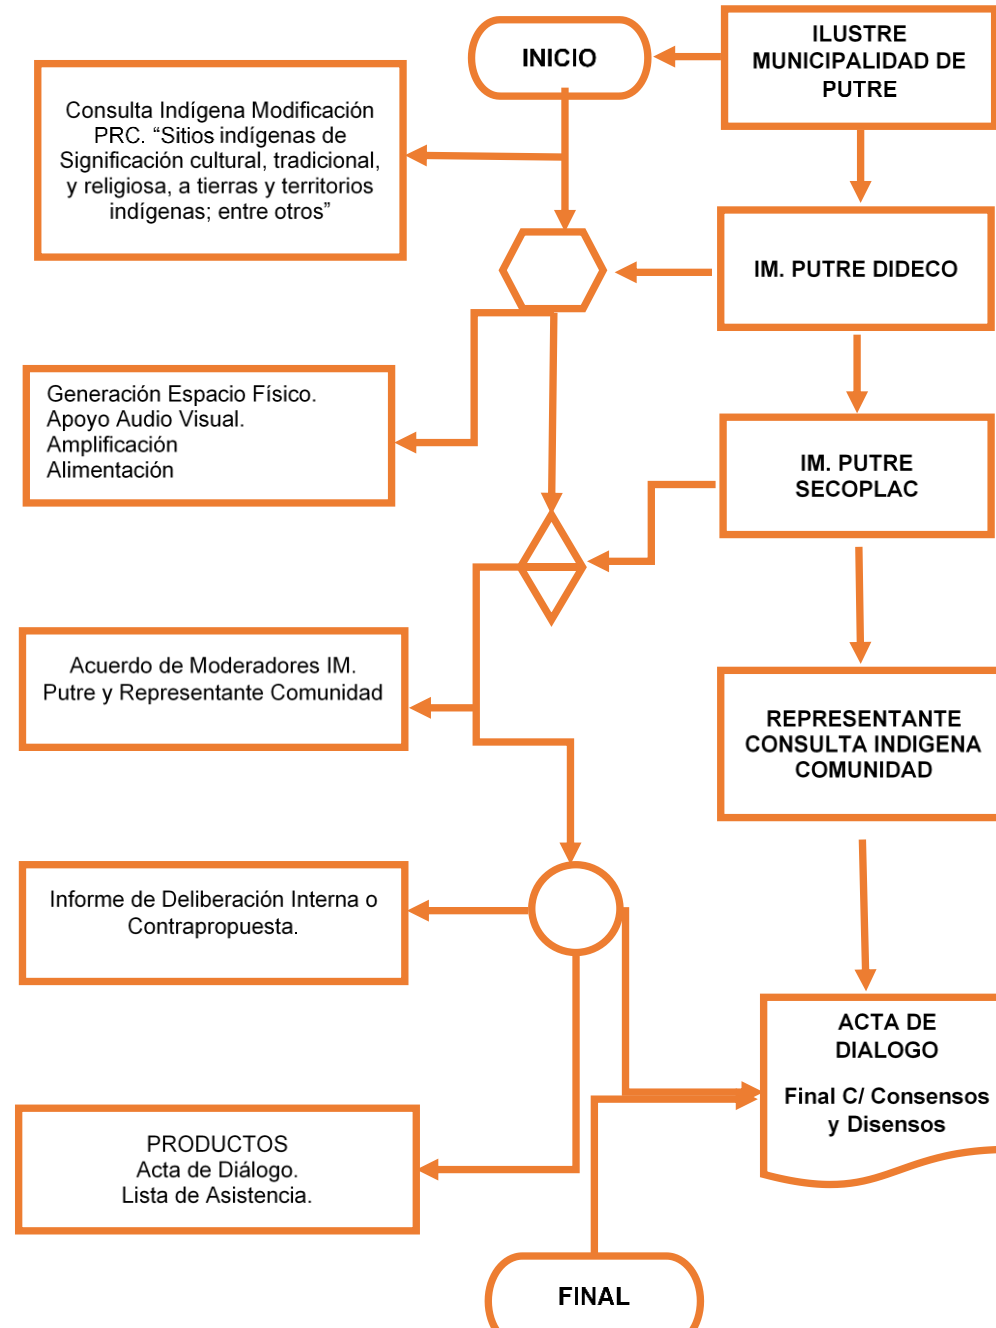 INICIO
ILUSTRE
MUNICIPALIDAD DE
PUTRE
Consulta Indígena Modificación
PRC. “Sitios indígenas de
Significación cultural, tradicional,
y religiosa, a tierras y territorios
indígenas; entre otros”
IM. PUTRE DIDECO
Generación Espacio Físico.
Apoyo Audio Visual.
Amplificación
Alimentación
IM. PUTRE
SECOPLAC
Acuerdo de Moderadores IM.
Putre y Representante Comunidad
REPRESENTANTE
CONSULTA INDIGENA
COMUNIDAD
Informe de Deliberación Interna o
Contrapropuesta.
ACTA DE
DIALOGO
Final C/ Consensos
y Disensos
PRODUCTOS
Acta de Diálogo.
Lista de Asistencia.
FINAL